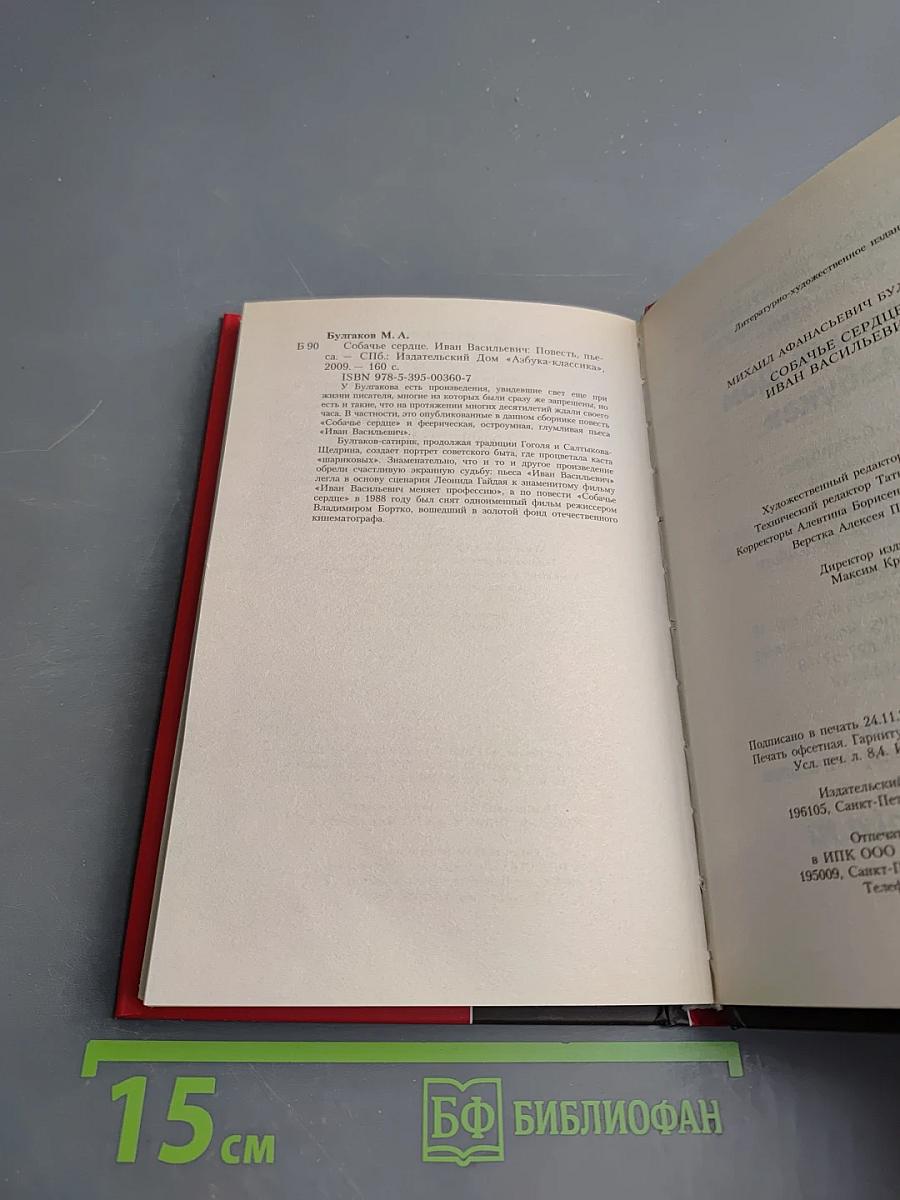 Булгаков М. А.
Б 90 Собачье сердце. Иван Васильевич: Повесть, пье-
са. — СПб.: Издательский Дом «Азбука-классика»,
2009. — 160 с.
ISBN 978-5-395-00360-7
У Булгакова есть произведения, увидевшие свет еще при
жизни писателя, многие из которых были сразу же запрещены, но
есть и такие, что на протяжении многих десятилетий ждали своего
часа. В частности, это опубликованные в данном сборнике повесть
«Собачье сердце» и феерическая, остроумная, глумливая пьеса
«Иван Васильевич».
Булгаков-сатирик, продолжая традиции Гоголя и Салтыкова-
Щедрина, создает портрет советского быта, где процветала каста
«шариковых». Знаменательно, что и то и другое произведение
обрели счастливую экранную судьбу: пьеса «Иван Васильевич»
легла в основу сценария Леонида Гайдая к знаменитому фильму
«Иван Васильевич меняет профессию», а по повести «Собачье
сердце» в 1988 году был снят одноименный фильм режиссером
Владимиром Бортко, вошедший в золотой фонд отечественного
кинематографа.
Литературно-художественное издан
МИХАИЛ АФАНАСЬЕВИЧ БУЛ
СОБАЧЬЕ СЕРДЦЕ
ИВАН ВАСИЛЬЕВИ
Художественный редактор
Технический редактор Тать
Корректоры Алевтина Борисен
Верстка Алексея П
Директор изд
Максим Кр
Подписано в печать 24.11.
Печать офсетная. Гарниту
Усл. печ. л. 8,4. И
Издательский
196105, Санкт-Пет
Отпечат
в ИПК ООО
195009, Санкт-П
Телеф
15 см
БФ БИБЛИОФАН